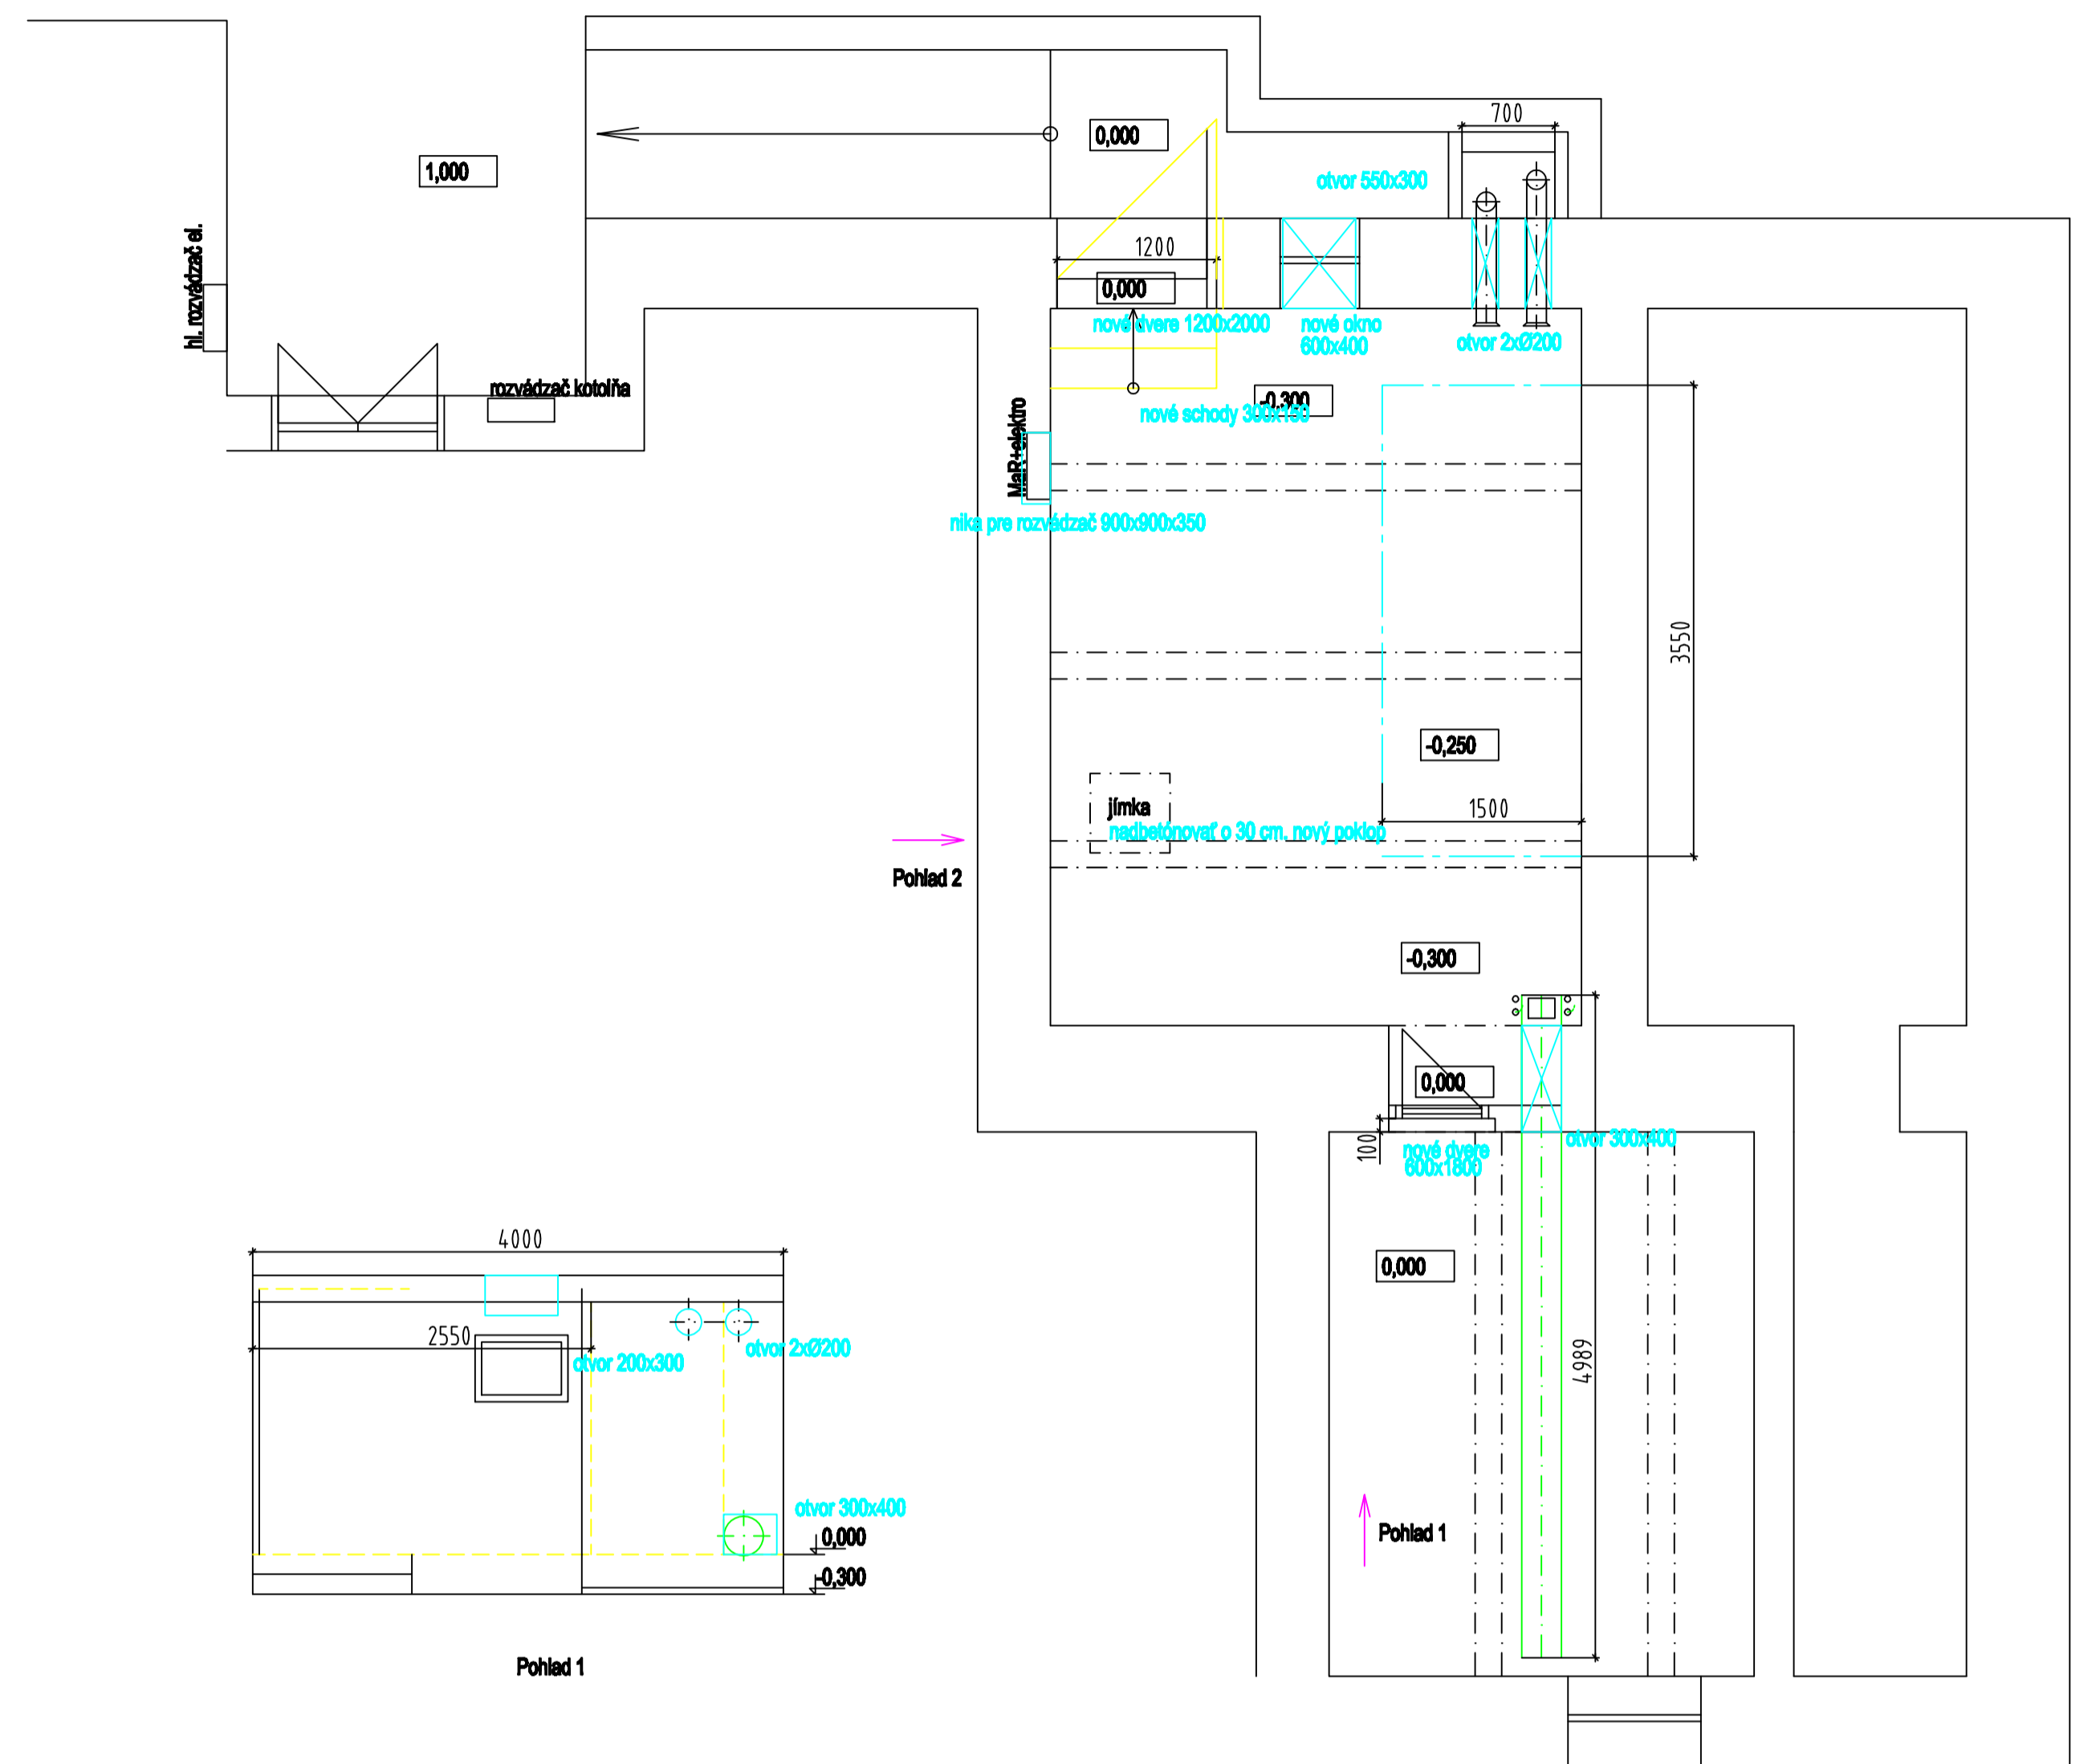 700
0,000
1,000
otvor 550x300
hl. rozvádzač el.
1200
0,000
nové dvere 1200x2000
nové okno
600x400
otvor 2xØ200
rozvádzač kotolňa
-0,300
nové schody 300x150
MaR+elektro
nika pre rozvádzač 900x900x350
3550
-0,250
jímka
1500
nadbetónovať o 30 cm, nový poklop
Pohlad 2
-0,300
0,000
100
nové dvere
600x1800
otvor 300x400
4000
0,000
2550
otvor 200x300
otvor 2xØ200
4989
otvor 300x400
0,000
-0,300
Pohlad 1
Pohlad 1